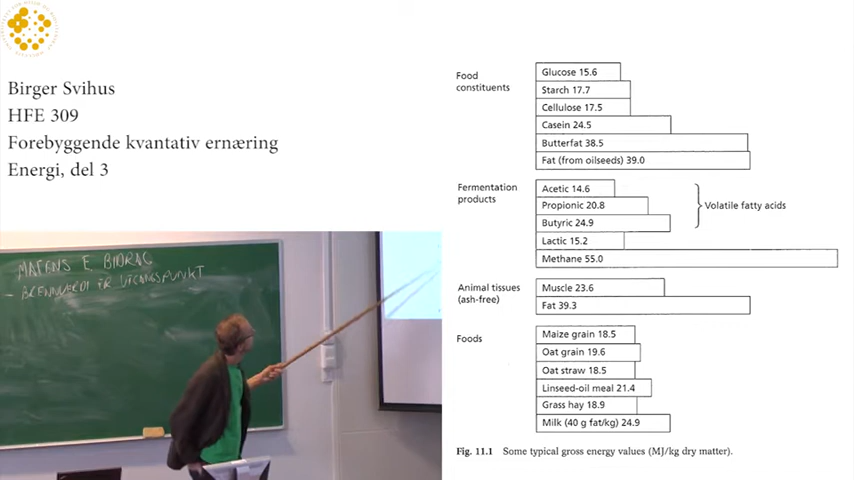 Birger Svihus
HFE 309
Forebyggende kvantativ ernæring
Energi, del 3
MATENS E BIDRAG
- BRENNVERDI ER UTGANGSPUNKT
Food
constituents
Glucose 15.6
Starch 17.7
Cellulose 17.5
Casein 24.5
Butterfat 38.5
Fat (from oilseeds) 39.0
Fermentation
products
Acetic 14.6
Propionic 20.8
Butyric 24.9
Volatile fatty acids
Lactic 15.2
Methane 55.0
Animal tissues
(ash-free)
Muscle 23.6
Fat 39.3
Foods
Maize grain 18.5
Oat grain 19.6
Oat straw 18.5
Linseed-oil meal 21.4
Grass hay 18.9
Milk (40 g fat/kg) 24.9
Fig. 11.1 Some typical gross energy values (MJ/kg dry matter).